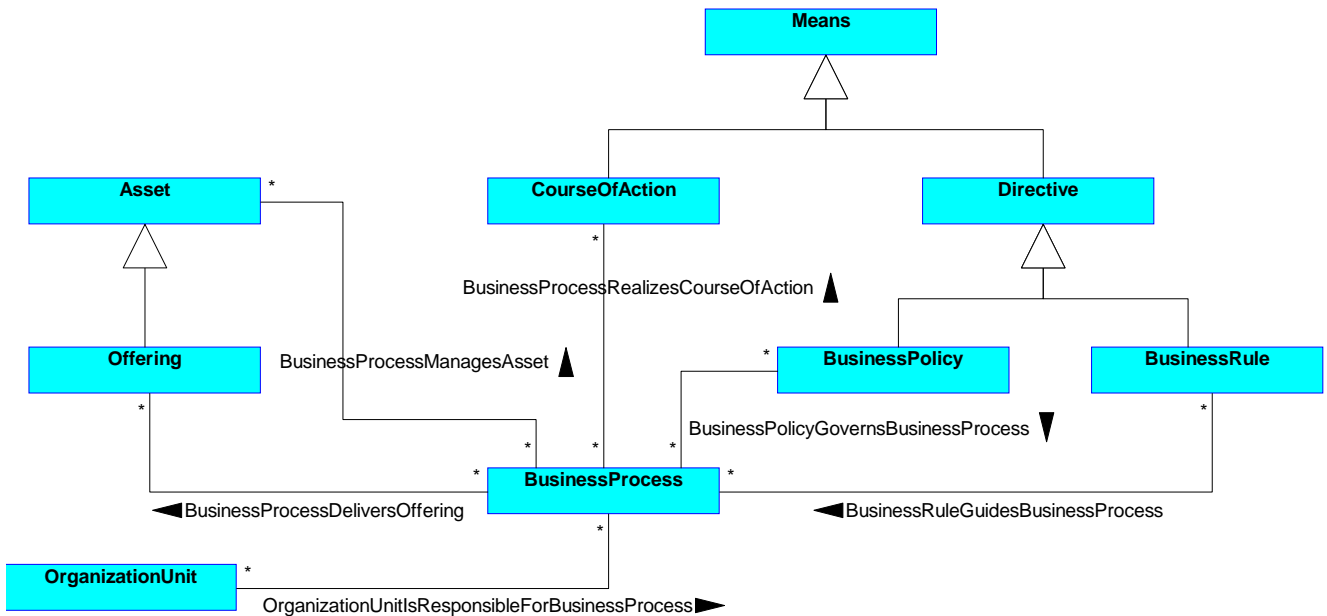 Means
Asset
*
CourseOfAction
Directive
*
*
BusinessProcessRealizesCourseOfAction
Offering
BusinessProcessManagesAsset
*
BusinessPolicy
BusinessRule
*
*
BusinessPolicyGovernsBusinessProcess
*
*
*
*
*
BusinessProcess
BusinessProcessDeliversOffering
BusinessRuleGuidesBusinessProcess
*
OrganizationUnit
*
OrganizationUnitIsResponsibleForBusinessProcess